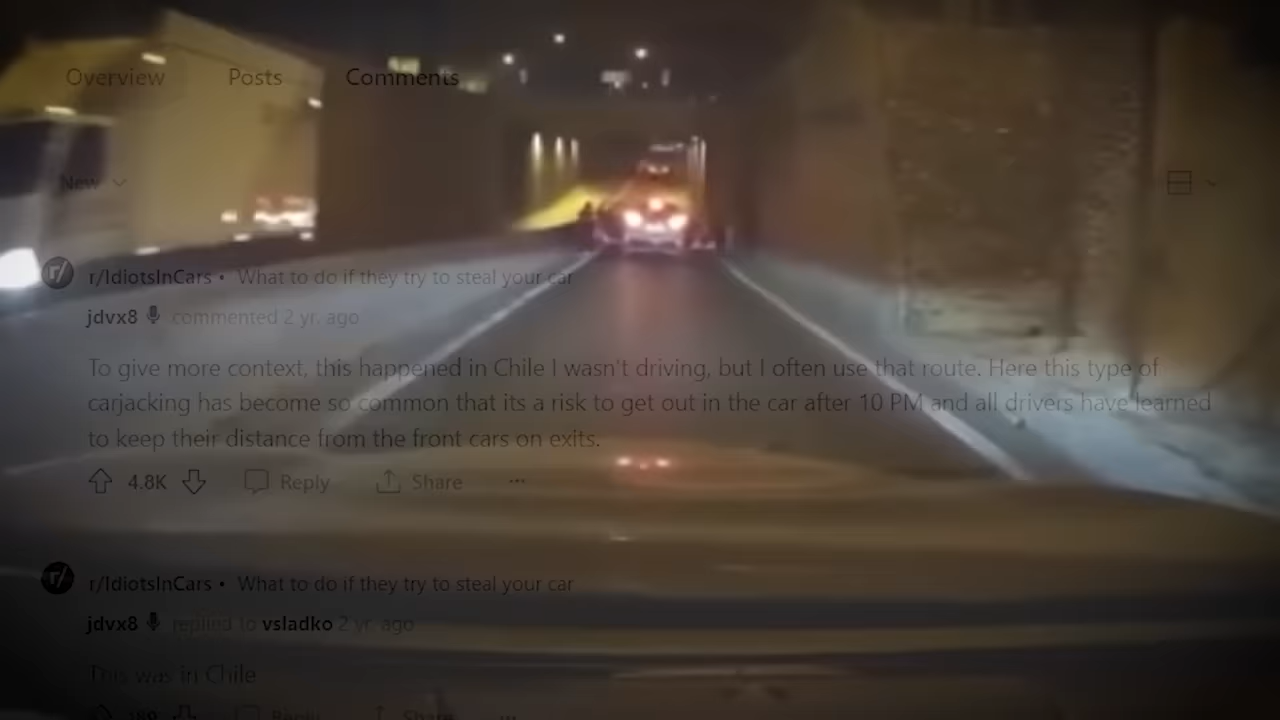 Overview Posts Comments
New
r/IdiotsInCars • What to do if they try to steal your car
jdvx8 commented 2 yr. ago
To give more context, this happened in Chile I wasn't driving, but I often use that route. Here this type of
carjacking has become so common that its a risk to get out in the car after 10 PM and all drivers have learned
to keep their distance from the front cars on exits.
4.8K Reply Share ...
r/IdiotsInCars • What to do if they try to steal your car
jdvx8 replied to vsladko 2 yr. ago
This was in Chile
189 Reply Share ...